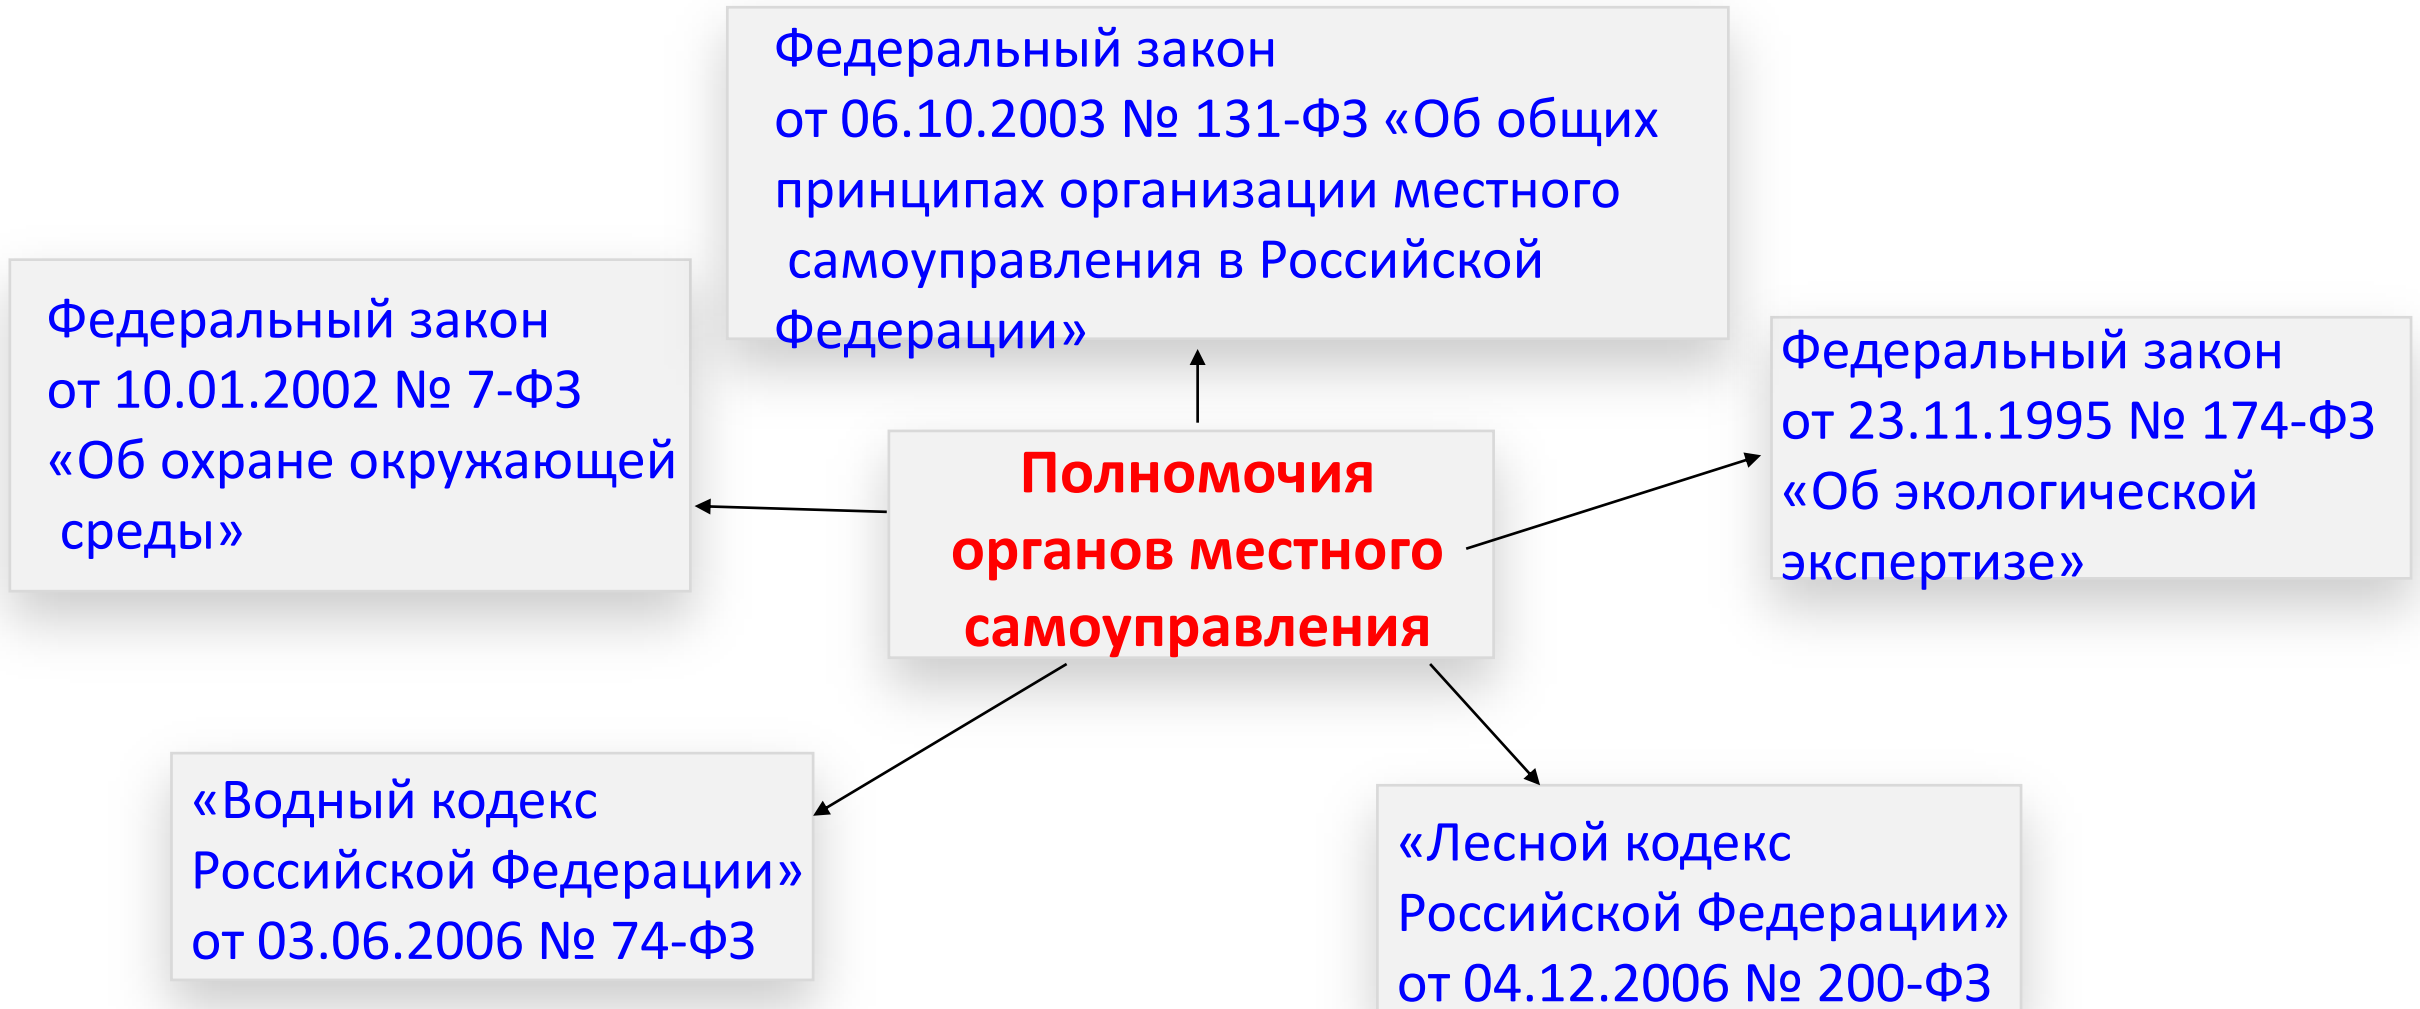 Федеральный закон
от 06.10.2003 № 131-ФЗ «Об общих
принципах организации местного
самоуправления в Российской
Федерации»
Федеральный закон
от 10.01.2002 № 7-ФЗ
«Об охране окружающей
среды»
Федеральный закон
от 23.11.1995 № 174-ФЗ
«Об экологической
экспертизе»
Полномочия
органов местного
самоуправления
«Водный кодекс
Российской Федерации»
от 03.06.2006 № 74-ФЗ
«Лесной кодекс
Российской Федерации»
от 04.12.2006 № 200-ФЗ